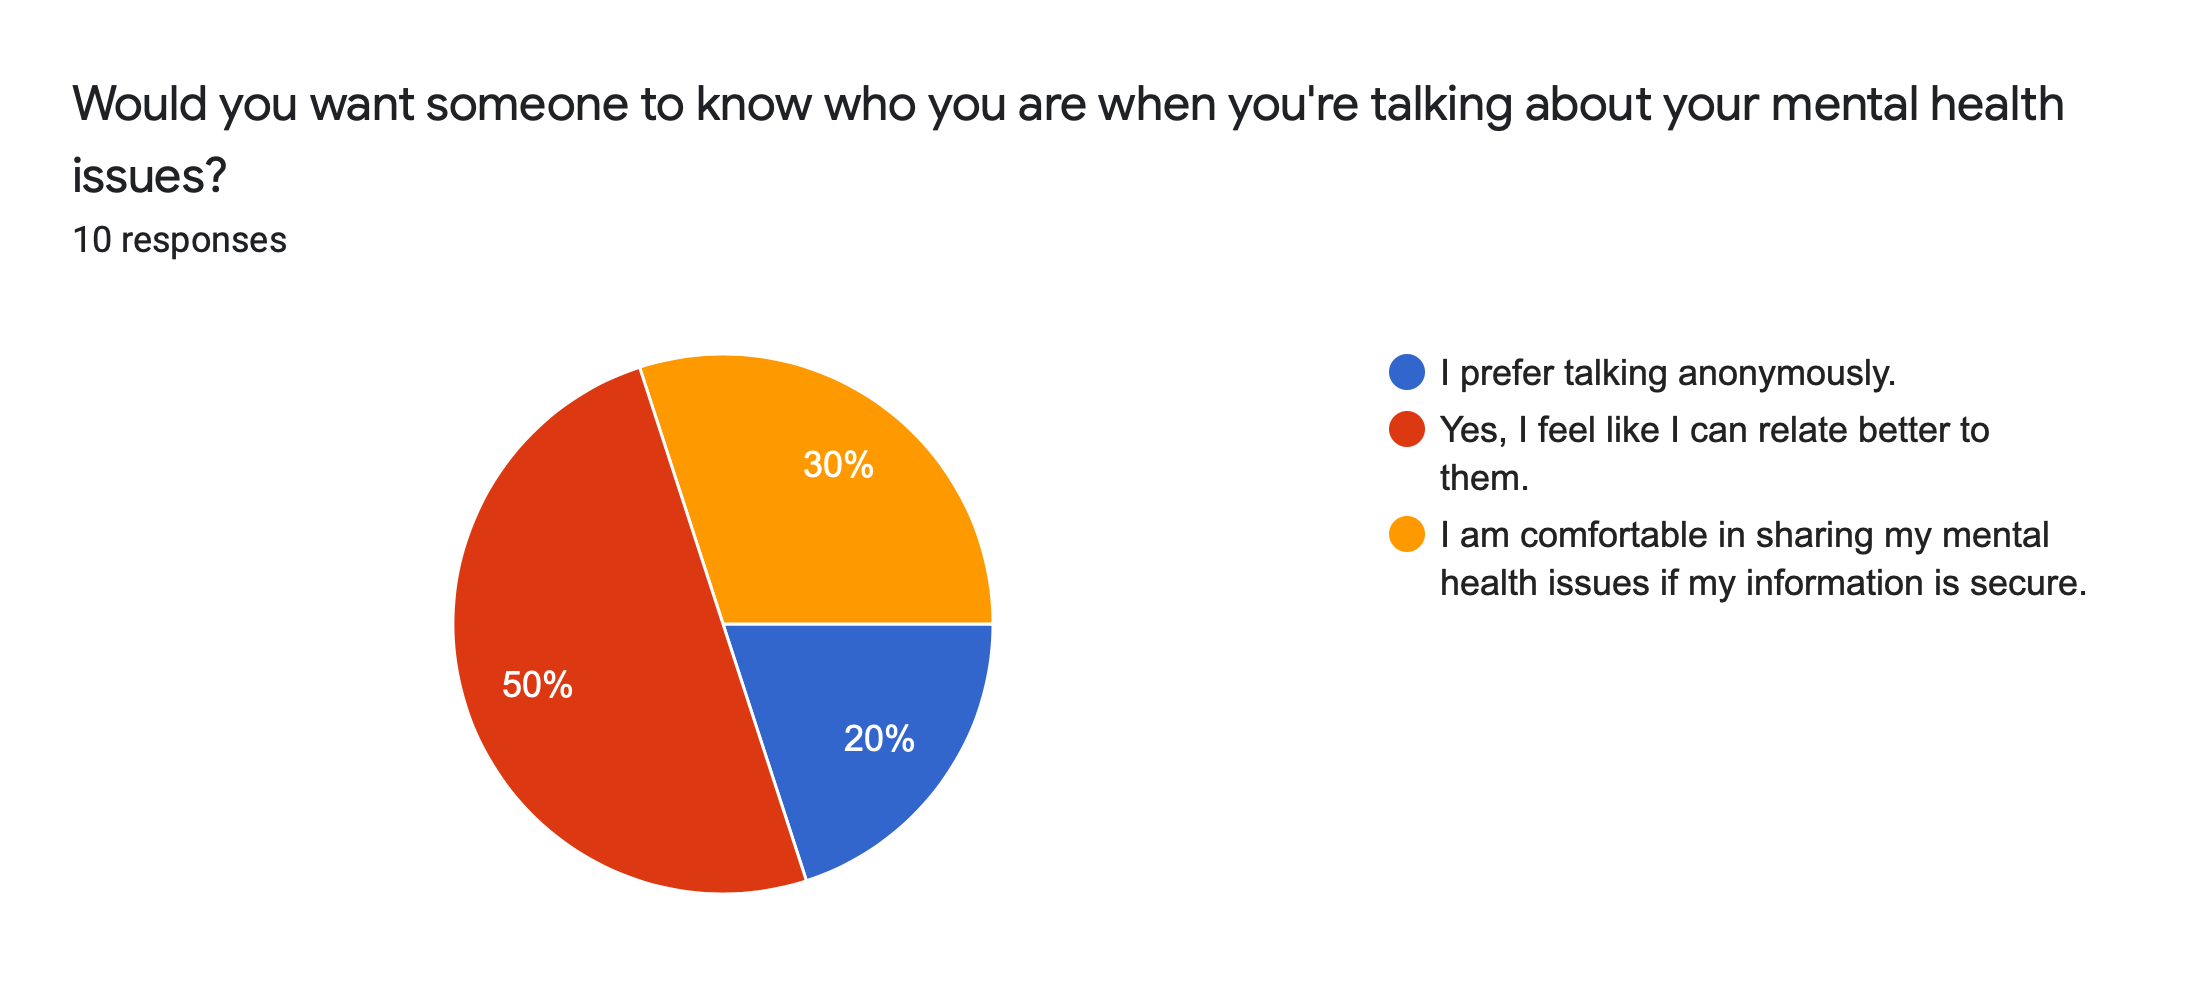 Would you want someone to know who you are when you're talking about your mental health
issues?
10 responses
I prefer talking anonymously.
Yes, I feel like I can relate better to
them.
I am comfortable in sharing my mental
health issues if my information is secure.
30%
50%
20%